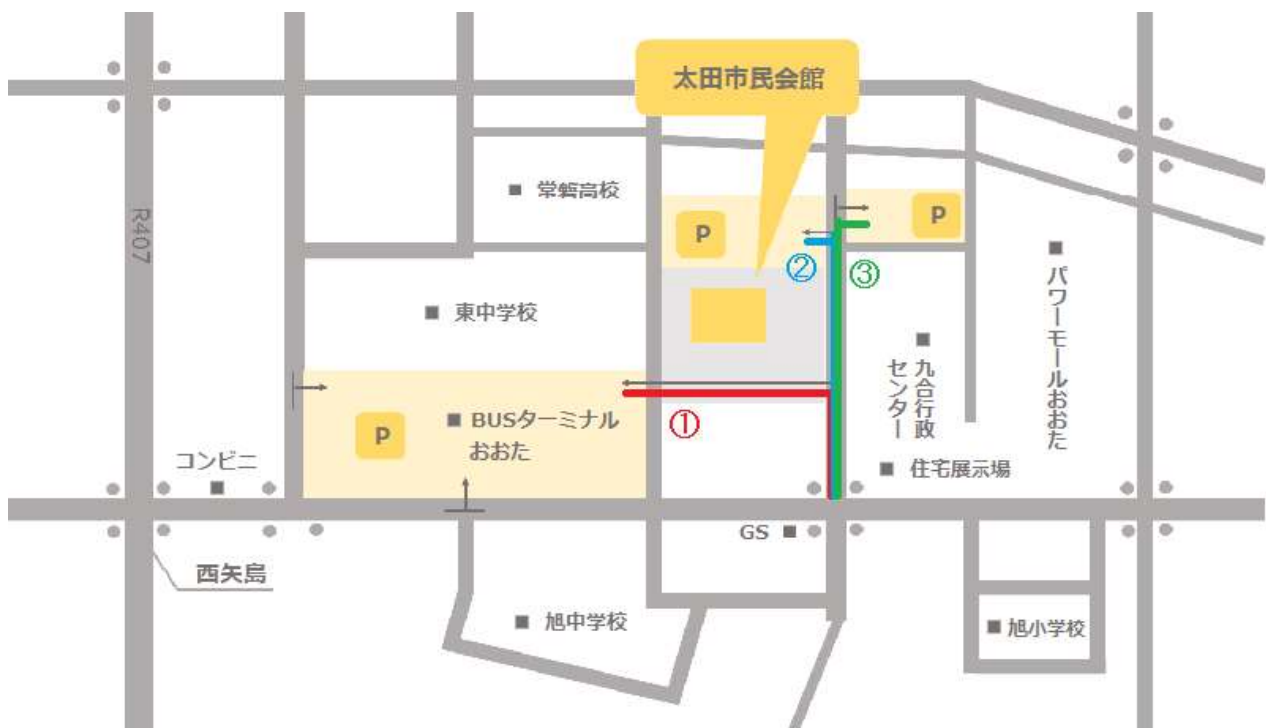 太田市民会館
常磐高校
P
P
R407
②
③
東中学校
パワーモールおおた
九合行政
センター
①
P
BUSターミナル
おおた
コンビニ
住宅展示場
GS
西矢島
旭中学校
旭小学校